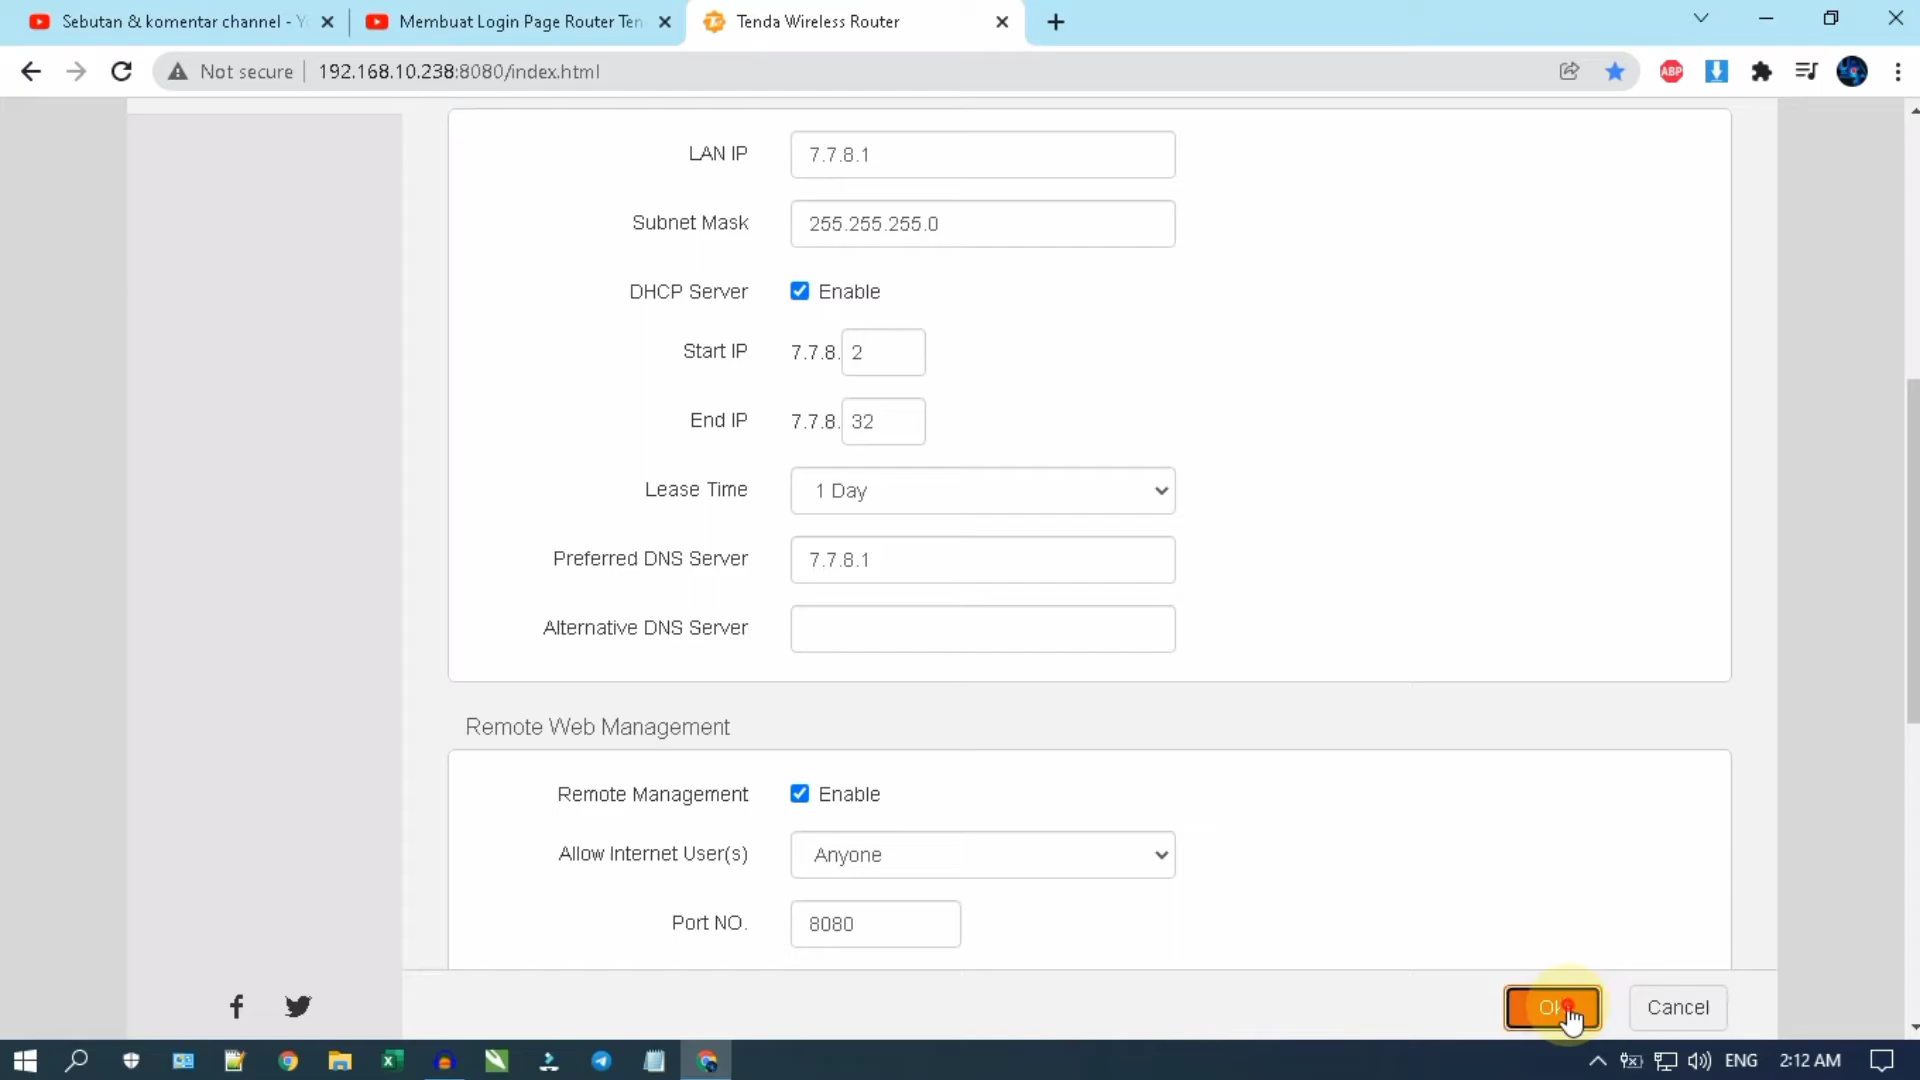 Sebutan & komentar channel - Y
Membuat Login Page Router Ten
Tenda Wireless Router
Not secure
192.168.10.238:8080/index.html
ABP
LAN IP
7.7.8.1
Subnet Mask
255.255.255.0
DHCP Server
Enable
Start IP
7.7.8. 2
End IP
7.7.8. 32
Lease Time
1 Day
Preferred DNS Server
7.7.8.1
Alternative DNS Server
Remote Web Management
Remote Management
Enable
Allow Internet User(s)
Anyone
Port NO.
8080
OK
Cancel
ENG
2:12 AM